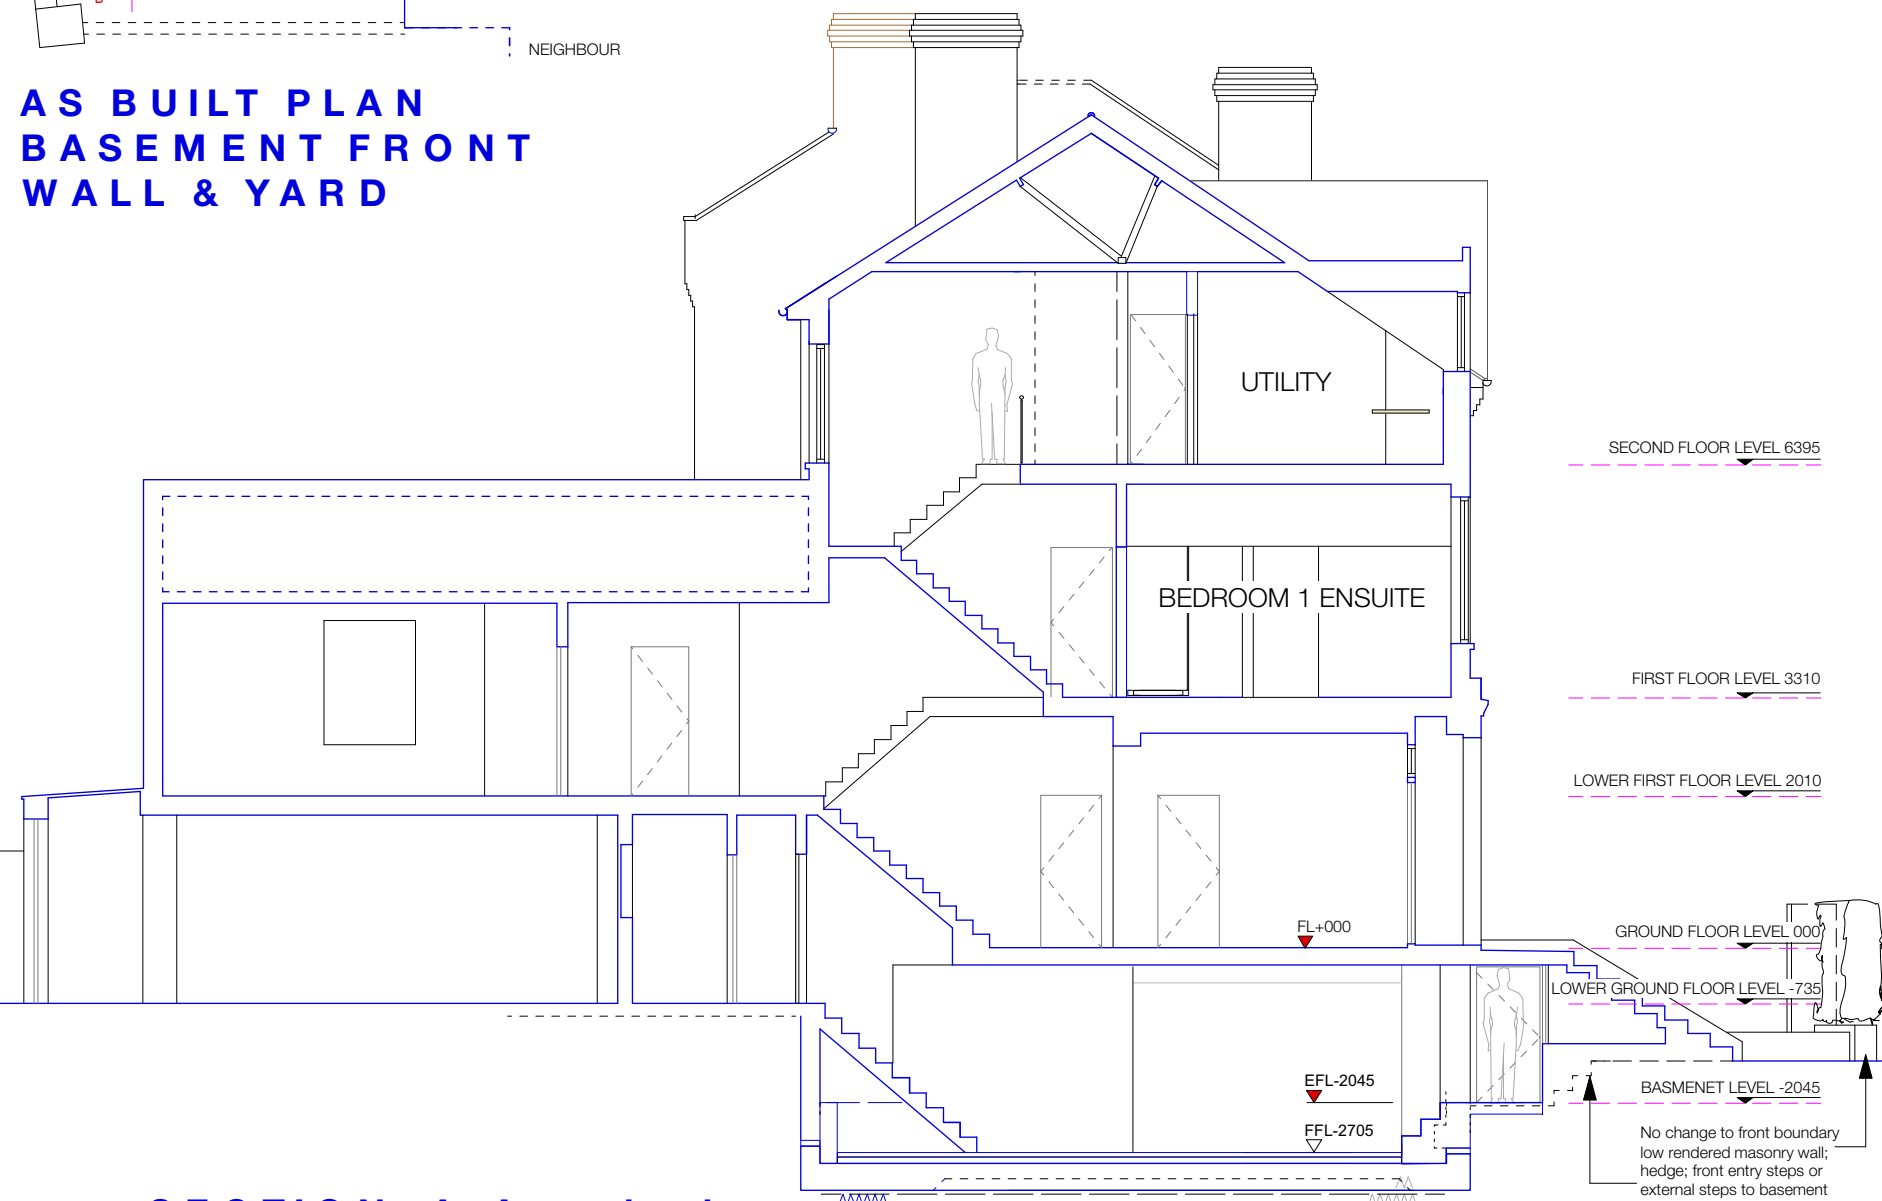 NEIGHBOUR
AS BUILT PLAN
BASEMENT FRONT
WALL & YARD
UTILITY
SECOND FLOOR LEVEL 6395
BEDROOM 1 ENSUITE
FIRST FLOOR LEVEL 3310
LOWER FIRST FLOOR LEVEL 2010
FL+000
GROUND FLOOR LEVEL 000
LOWER GROUND FLOOR LEVEL -735
EFL-2045
BASMENET LEVEL -2045
FFL-2705
No change to front boundary
low rendered masonry wall;
hedge; front entry steps or
external steps to basement